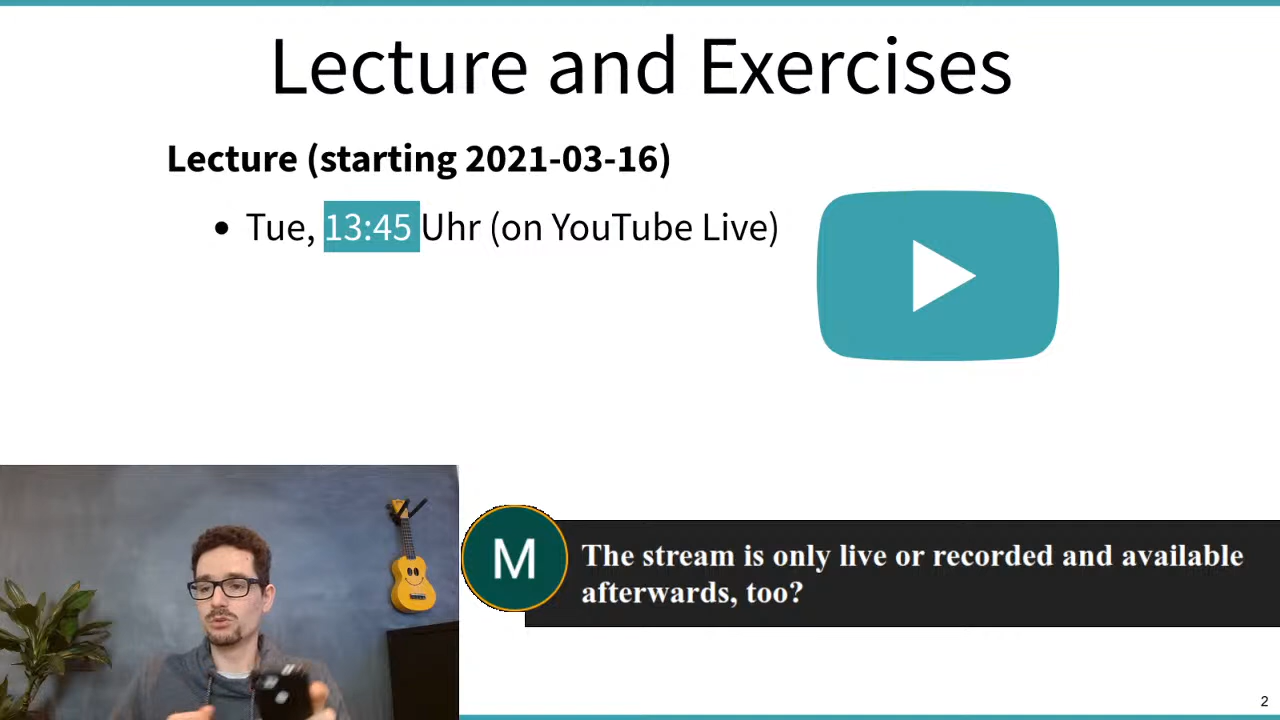 Lecture and Exercises
Lecture (starting 2021-03-16)
• Tue, 13:45 Uhr (on YouTube Live)
M
The stream is only live or recorded and available
afterwards, too?
2